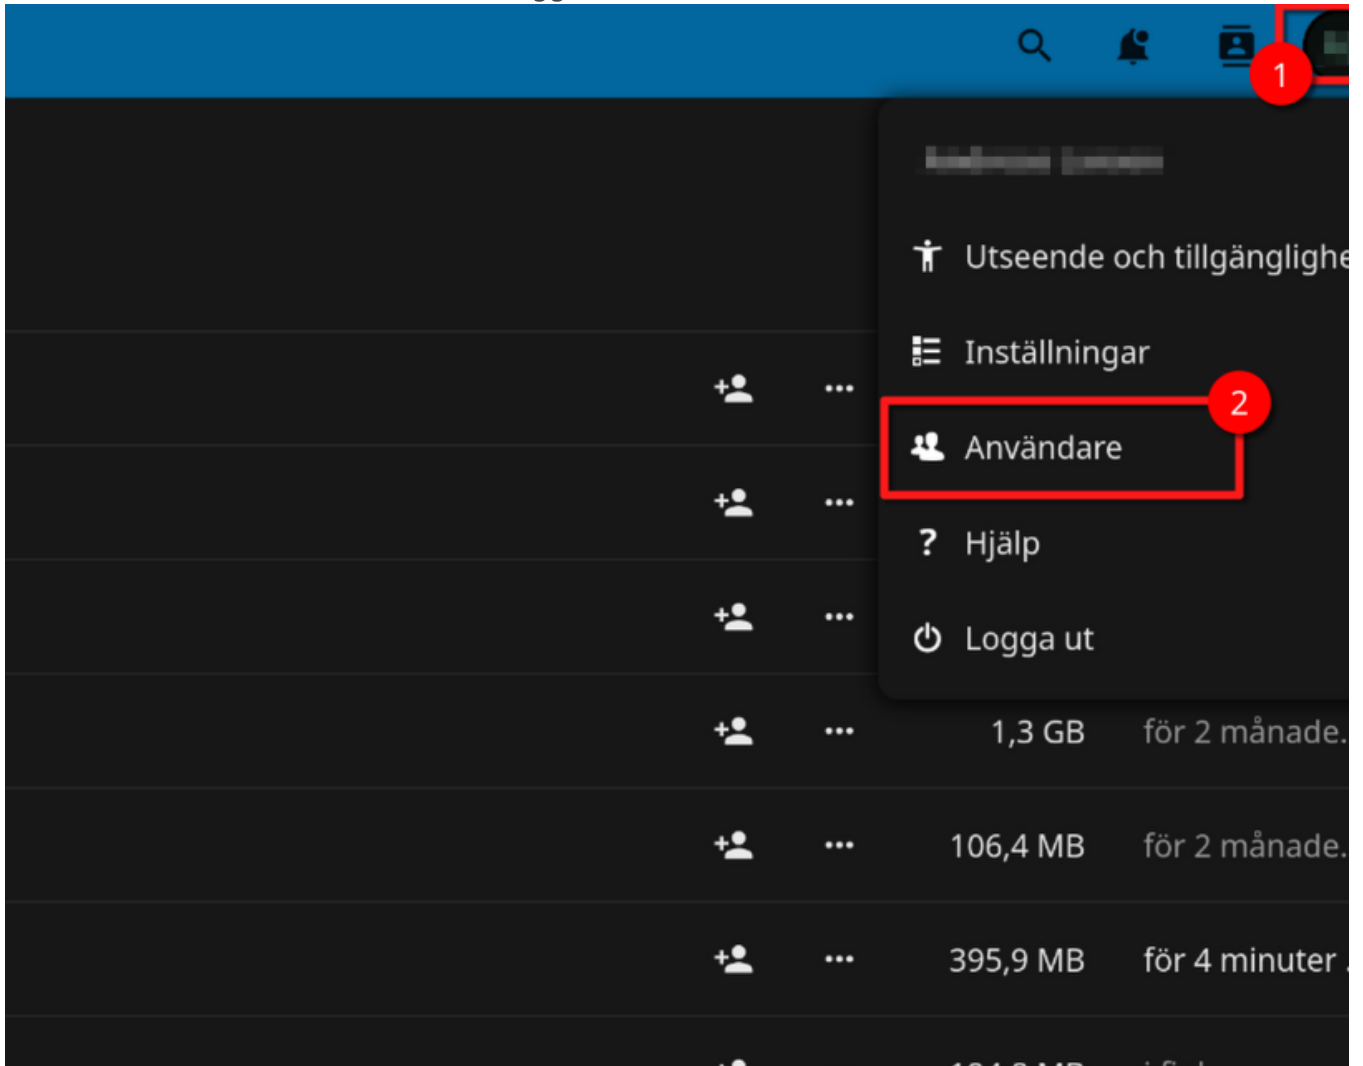 gg
1
Utseende och tillgänglighe
Inställningar
2
Användare
? Hjälp
Logga ut
1,3 GB för 2 månade.
106,4 MB för 2 månade.
395,9 MB för 4 minuter .